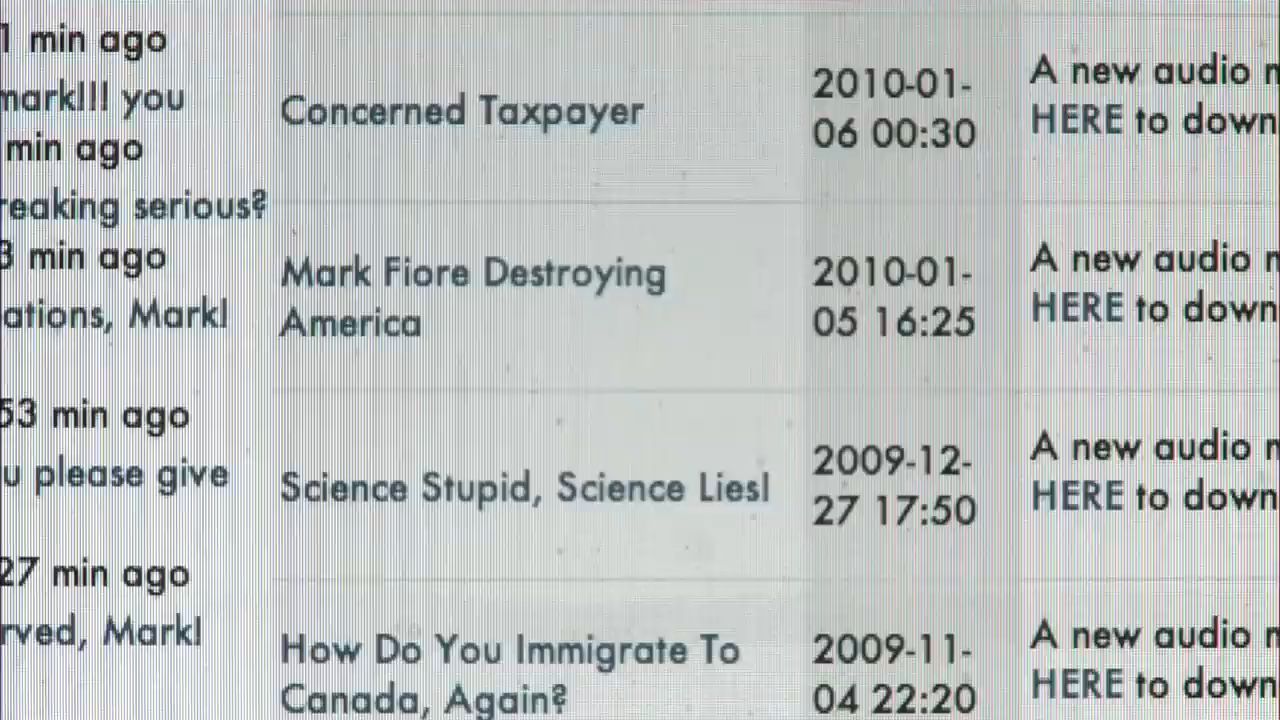 1 min ago
mark!!! you
min ago
reaking serious?
3 min ago
ations, Mark!
53 min ago
u please give
27 min ago
rved, Mark!
Concerned Taxpayer
2010-01-
06 00:30
A new audio m
HERE to down
Mark Fiore Destroying
America
2010-01-
05 16:25
A new audio m
HERE to down
Science Stupid, Science Lies!
2009-12-
27 17:50
A new audio m
HERE to down
How Do You Immigrate To
Canada, Again?
2009-11-
04 22:20
A new audio m
HERE to down